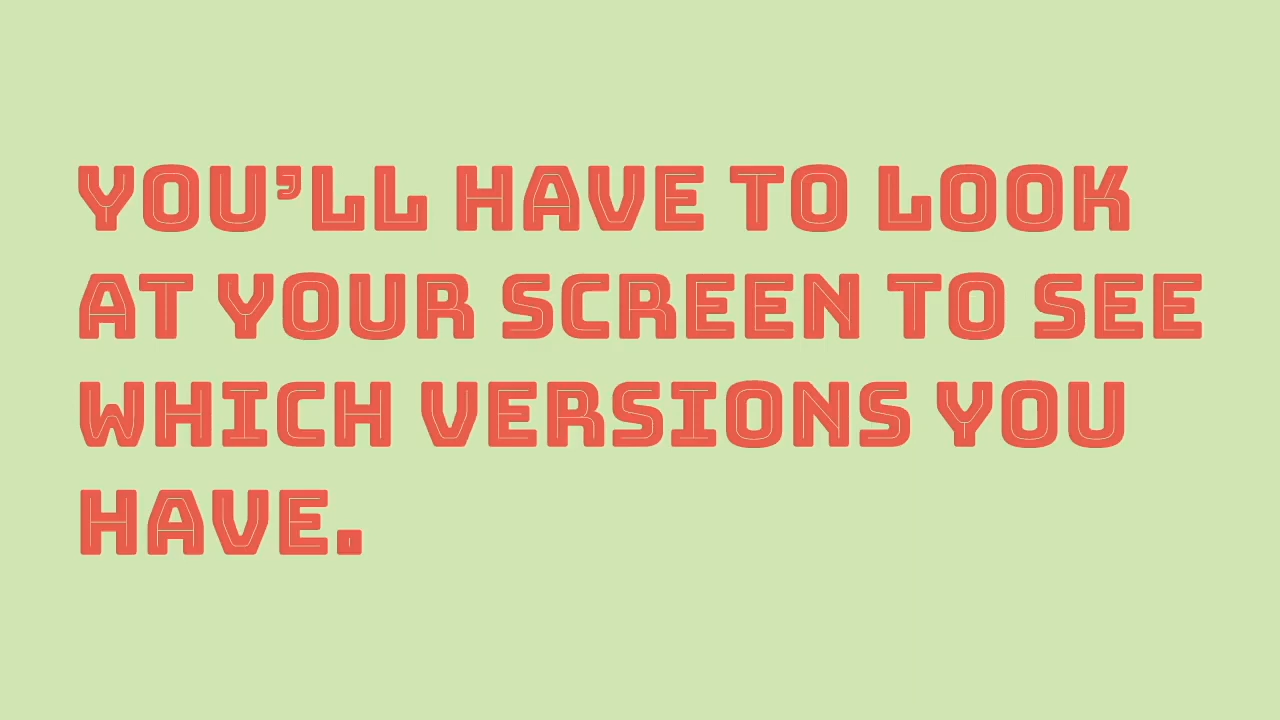 YOU’LL HAVE TO LOOK
AT YOUR SCREEN TO SEE
WHICH VERSIONS YOU
HAVE.